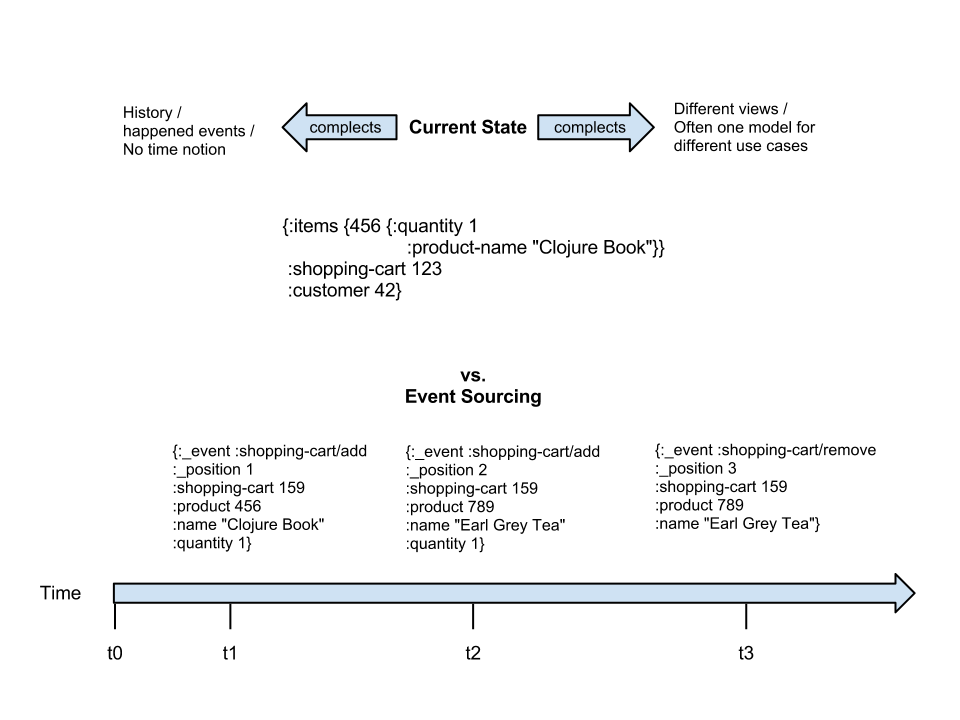 History /
happened events /
No time notion
complects
Current State
complects
Different views /
Often one model for
different use cases
{:items {456 {:quantity 1
:product-name "Clojure Book"}}
:shopping-cart 123
:customer 42}
vs.
Event Sourcing
{:_event :shopping-cart/add
:_position 1
:shopping-cart 159
:product 456
:name "Clojure Book"
:quantity 1}
{:_event :shopping-cart/add
:_position 2
:shopping-cart 159
:product 789
:name "Earl Grey Tea"
:quantity 1}
{:_event :shopping-cart/remove
:_position 3
:shopping-cart 159
:product 789
:name "Earl Grey Tea"}
Time
t0 t1 t2 t3